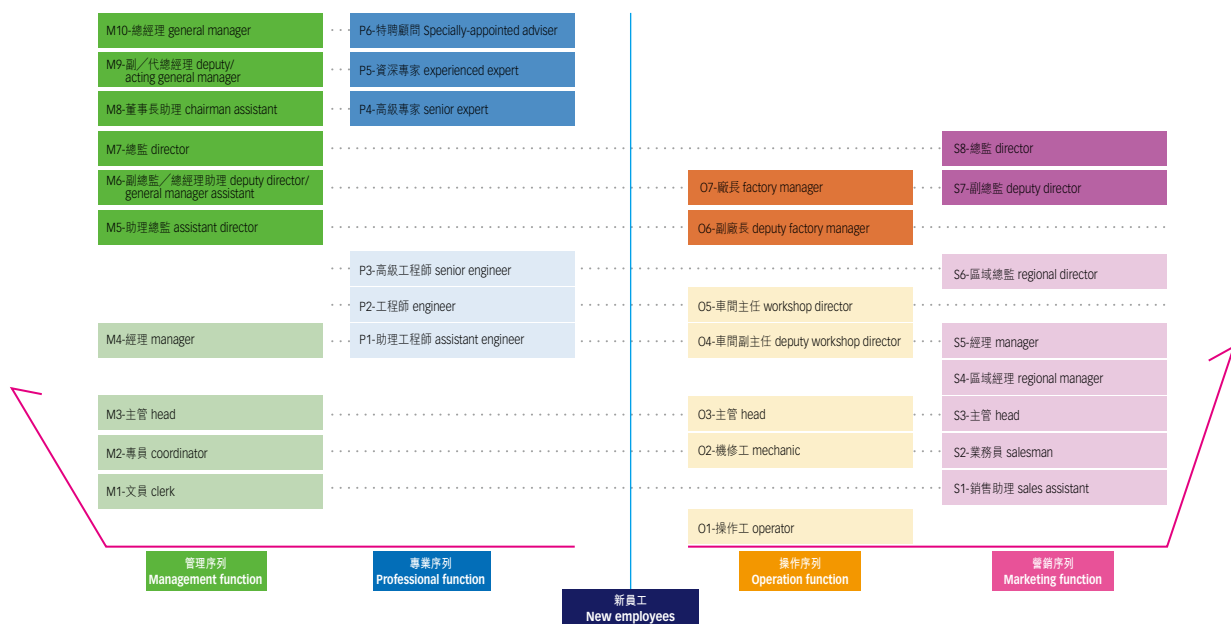 M10-總經理 general manager
P6-特聘顧問 Specially-appointed adviser
M9-副／代總經理 deputy/
acting general manager
P5-資深專家 experienced expert
M8-董事長助理 chairman assistant
P4-高級專家 senior expert
M7-總監 director
S8-總監 director
M6-副總監／總經理助理 deputy director/
general manager assistant
O7-廠長 factory manager
S7-副總監 deputy director
M5-助理總監 assistant director
O6-副廠長 deputy factory manager
P3-高級工程師 senior engineer
S6-區域總監 regional director
P2-工程師 engineer
O5-車間主任 workshop director
M4-經理 manager
P1-助理工程師 assistant engineer
O4-車間副主任 deputy workshop director
S5-經理 manager
S4-區域經理 regional manager
M3-主管 head
O3-主管 head
S3-主管 head
M2-專員 coordinator
O2-機修工 mechanic
S2-業務員 salesman
M1-文員 clerk
S1-銷售助理 sales assistant
O1-操作工 operator
管理序列
Management function
專業序列
Professional function
操作序列
Operation function
營銷序列
Marketing function
新員工
New employees